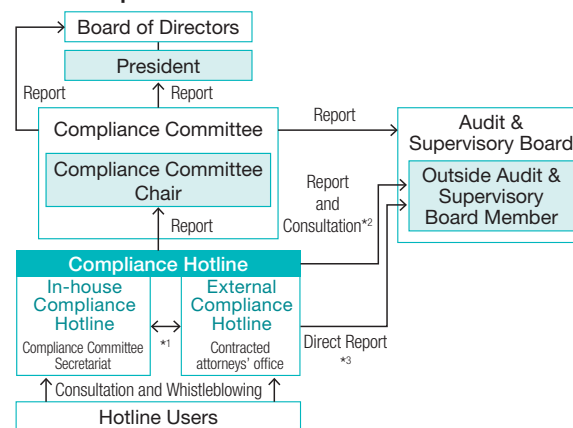 Board of Directors
President
Report
Report
Compliance Committee
Report
Audit &
Supervisory Board
Compliance Committee
Chair
Outside Audit &
Supervisory
Board Member
Report
and
Consultation*2
Report
Compliance Hotline
In-house
Compliance
Hotline
Compliance Committee
Secretariat
*1
External
Compliance
Hotline
Contracted
attorneys' office
Direct Report
*3
Consultation and Whistleblowing
Hotline Users